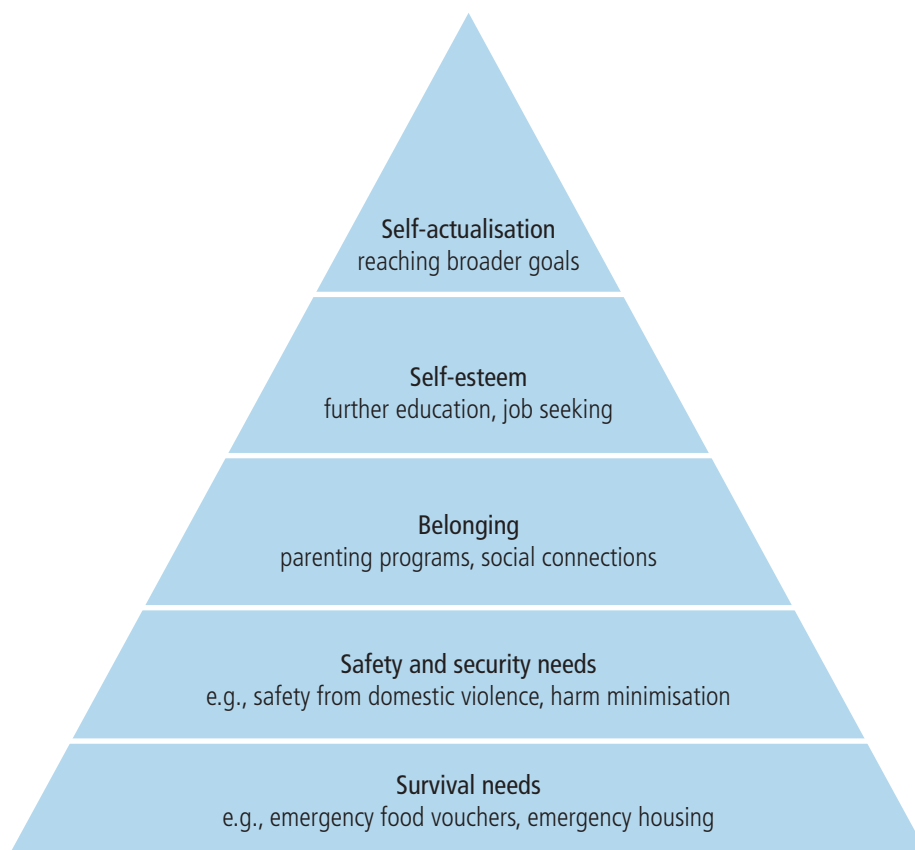 Self-actualisation
reaching broader goals
Self-esteem
further education, job seeking
Belonging
parenting programs, social connections
Safety and security needs
e.g., safety from domestic violence, harm minimisation
Survival needs
e.g., emergency food vouchers, emergency housing